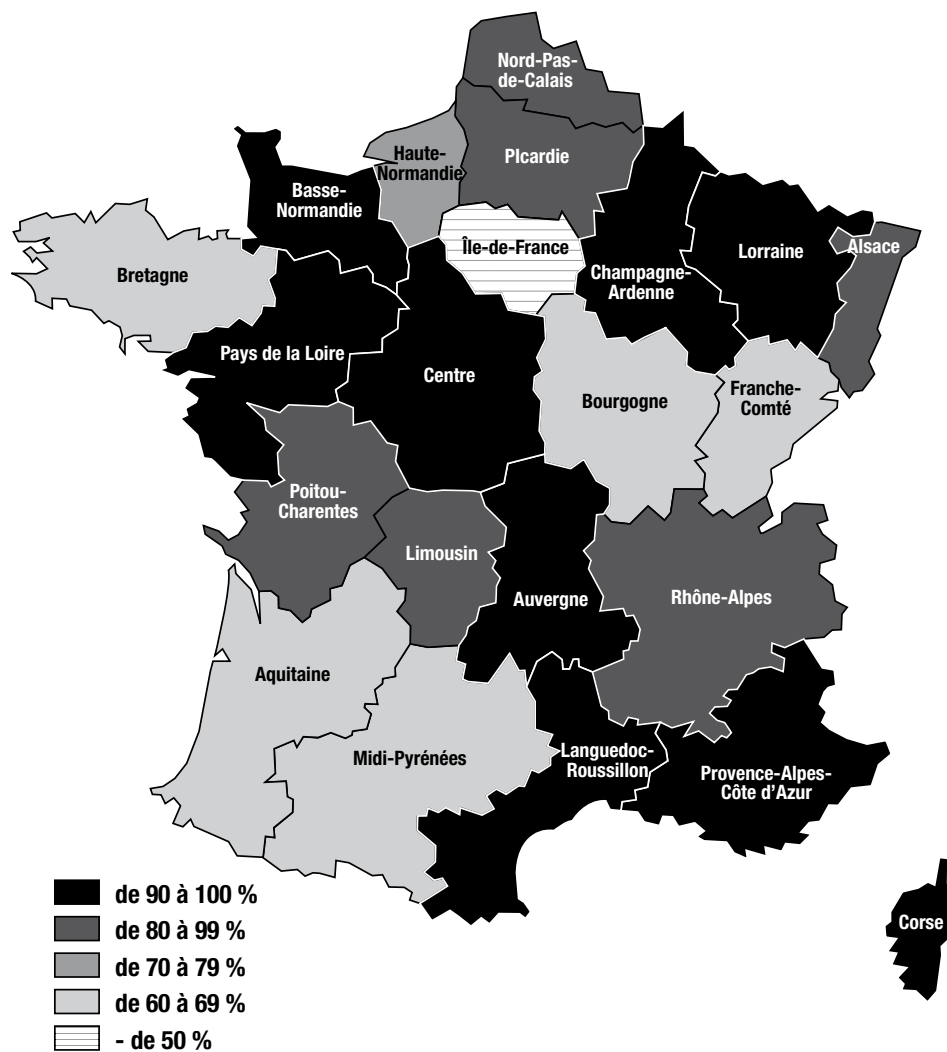 Nord-Pas-
de-Calais
PIcardie
Haute-
Normandie
Basse-
Normandie
Île-de-France
Champagne-
Ardenne
Lorraine
Alsace
Bretagne
Pays de la Loire
Centre
Bourgogne
Franche-
Comté
Poitou-
Charentes
Limousin
Auvergne
Rhône-Alpes
Aquitaine
Midi-Pyrénées
Languedoc-
Roussillon
Provence-Alpes-
Côte d'Azur
Corse
de 90 à 100 %
de 80 à 99 %
de 70 à 79 %
de 60 à 69 %
- de 50 %